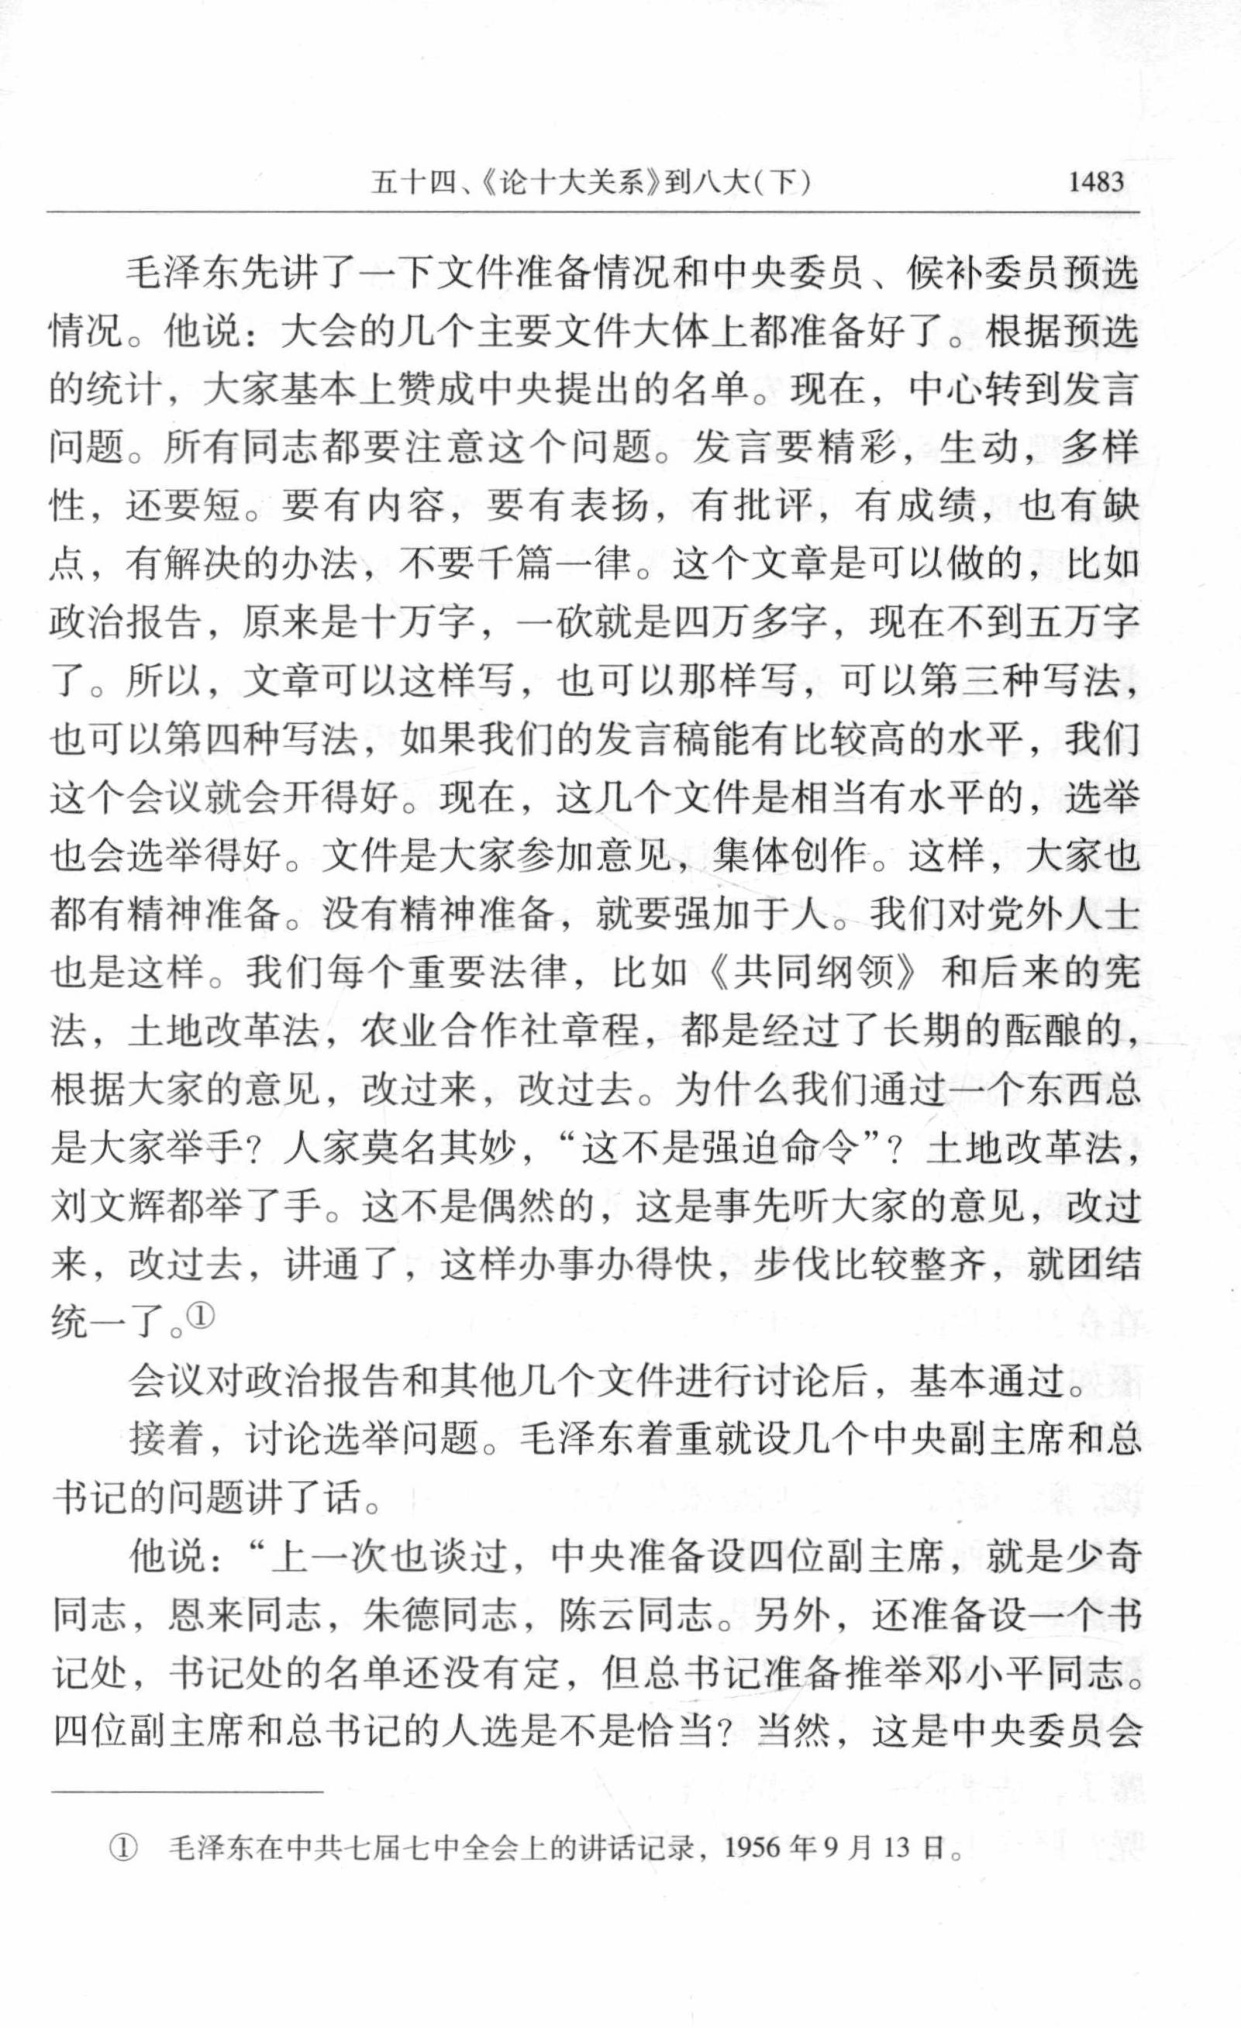 五十四、《论十大关系》到八大(下) 1483
毛泽东先讲了一下文件准备情况和中央委员、候补委员预选
情况。他说：大会的几个主要文件大体上都准备好了。根据预选
的统计，大家基本上赞成中央提出的名单。现在，中心转到发言
问题。所有同志都要注意这个问题。发言要精彩，生动，多样
性，还要短。要有内容，要有表扬，有批评，有成绩，也有缺
点，有解决的办法，不要千篇一律。这个文章是可以做的，比如
政治报告，原来是十万字，一砍就是四万多字，现在不到五万字
了。所以，文章可以这样写，也可以那样写，可以第三种写法，
也可以第四种写法，如果我们的发言稿能有比较高的水平，我们
这个会议就会开得好。现在，这几个文件是相当有水平的，选举
也会选举得好。文件是大家参加意见，集体创作。这样，大家也
都有精神准备。没有精神准备，就要强加于人。我们对党外人士
也是这样。我们每个重要法律，比如《共同纲领》和后来的宪
法，土地改革法，农业合作社章程，都是经过了长期的酝酿的，
根据大家的意见，改过来，改过去。为什么我们通过一个东西总
是大家举手？人家莫名其妙，“这不是强迫命令”？土地改革法，
刘文辉都举了手。这不是偶然的，这是事先听大家的意见，改过
来，改过去，讲通了，这样办事办得快，步伐比较整齐，就团结
统一了。①
会议对政治报告和其他几个文件进行讨论后，基本通过。
接着，讨论选举问题。毛泽东着重就设几个中央副主席和总
书记的问题讲了话。
他说：“上一次也谈过，中央准备设四位副主席，就是少奇
同志，恩来同志，朱德同志，陈云同志。另外，还准备设一个书
记处，书记处的名单还没有定，但总书记准备推举邓小平同志。
四位副主席和总书记的人选是不是恰当？当然，这是中央委员会
① 毛泽东在中共七届七中全会上的讲话记录，1956年9月13日。